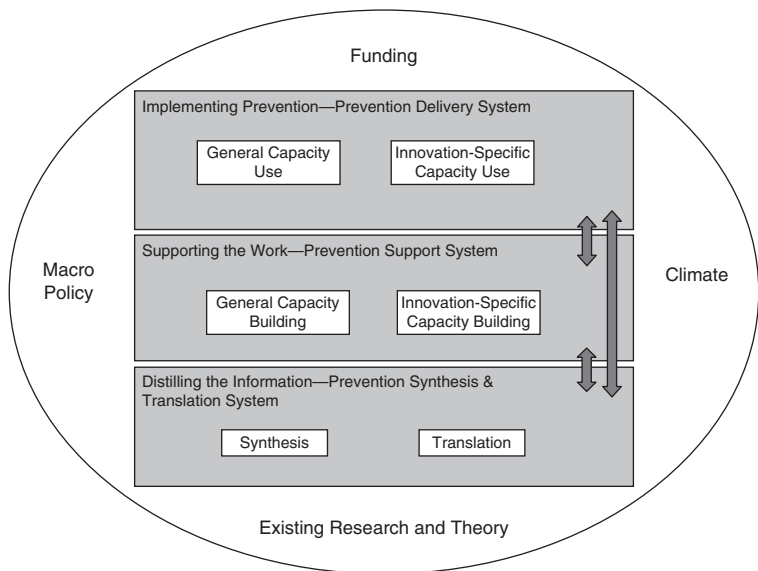 Funding
Implementing Prevention—Prevention Delivery System
General Capacity
Use
Innovation-Specific
Capacity Use
Macro
Policy
Climate
Supporting the Work—Prevention Support System
General Capacity
Building
Innovation-Specific
Capacity Building
Distilling the Information—Prevention Synthesis &
Translation System
Synthesis
Translation
Existing Research and Theory